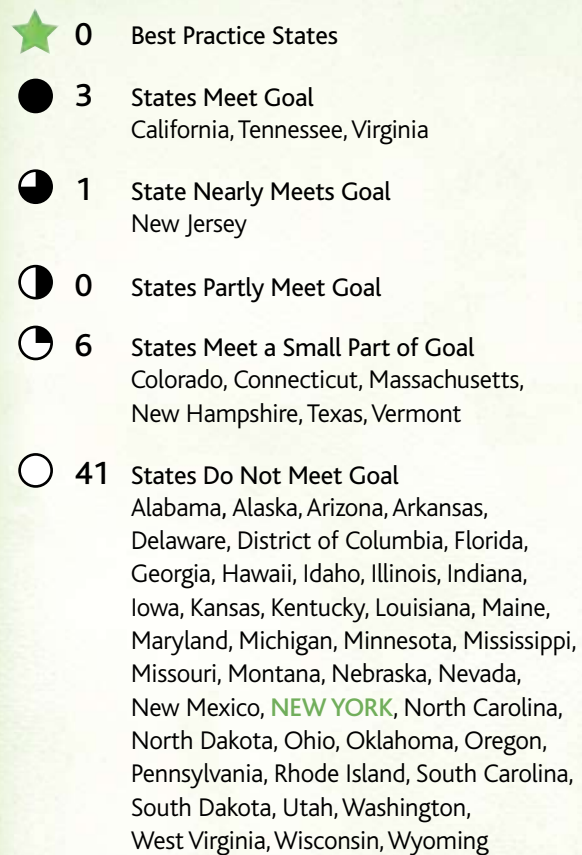 0 Best Practice States
3 States Meet Goal
California, Tennessee, Virginia
1 State Nearly Meets Goal
New Jersey
0 States Partly Meet Goal
6 States Meet a Small Part of Goal
Colorado, Connecticut, Massachusetts,
New Hampshire, Texas, Vermont
41 States Do Not Meet Goal
Alabama, Alaska, Arizona, Arkansas,
Delaware, District of Columbia, Florida,
Georgia, Hawaii, Idaho, Illinois, Indiana,
Iowa, Kansas, Kentucky, Louisiana, Maine,
Maryland, Michigan, Minnesota, Mississippi,
Missouri, Montana, Nebraska, Nevada,
New Mexico, NEW YORK, North Carolina,
North Dakota, Ohio, Oklahoma, Oregon,
Pennsylvania, Rhode Island, South Carolina,
South Dakota, Utah, Washington,
West Virginia, Wisconsin, Wyoming